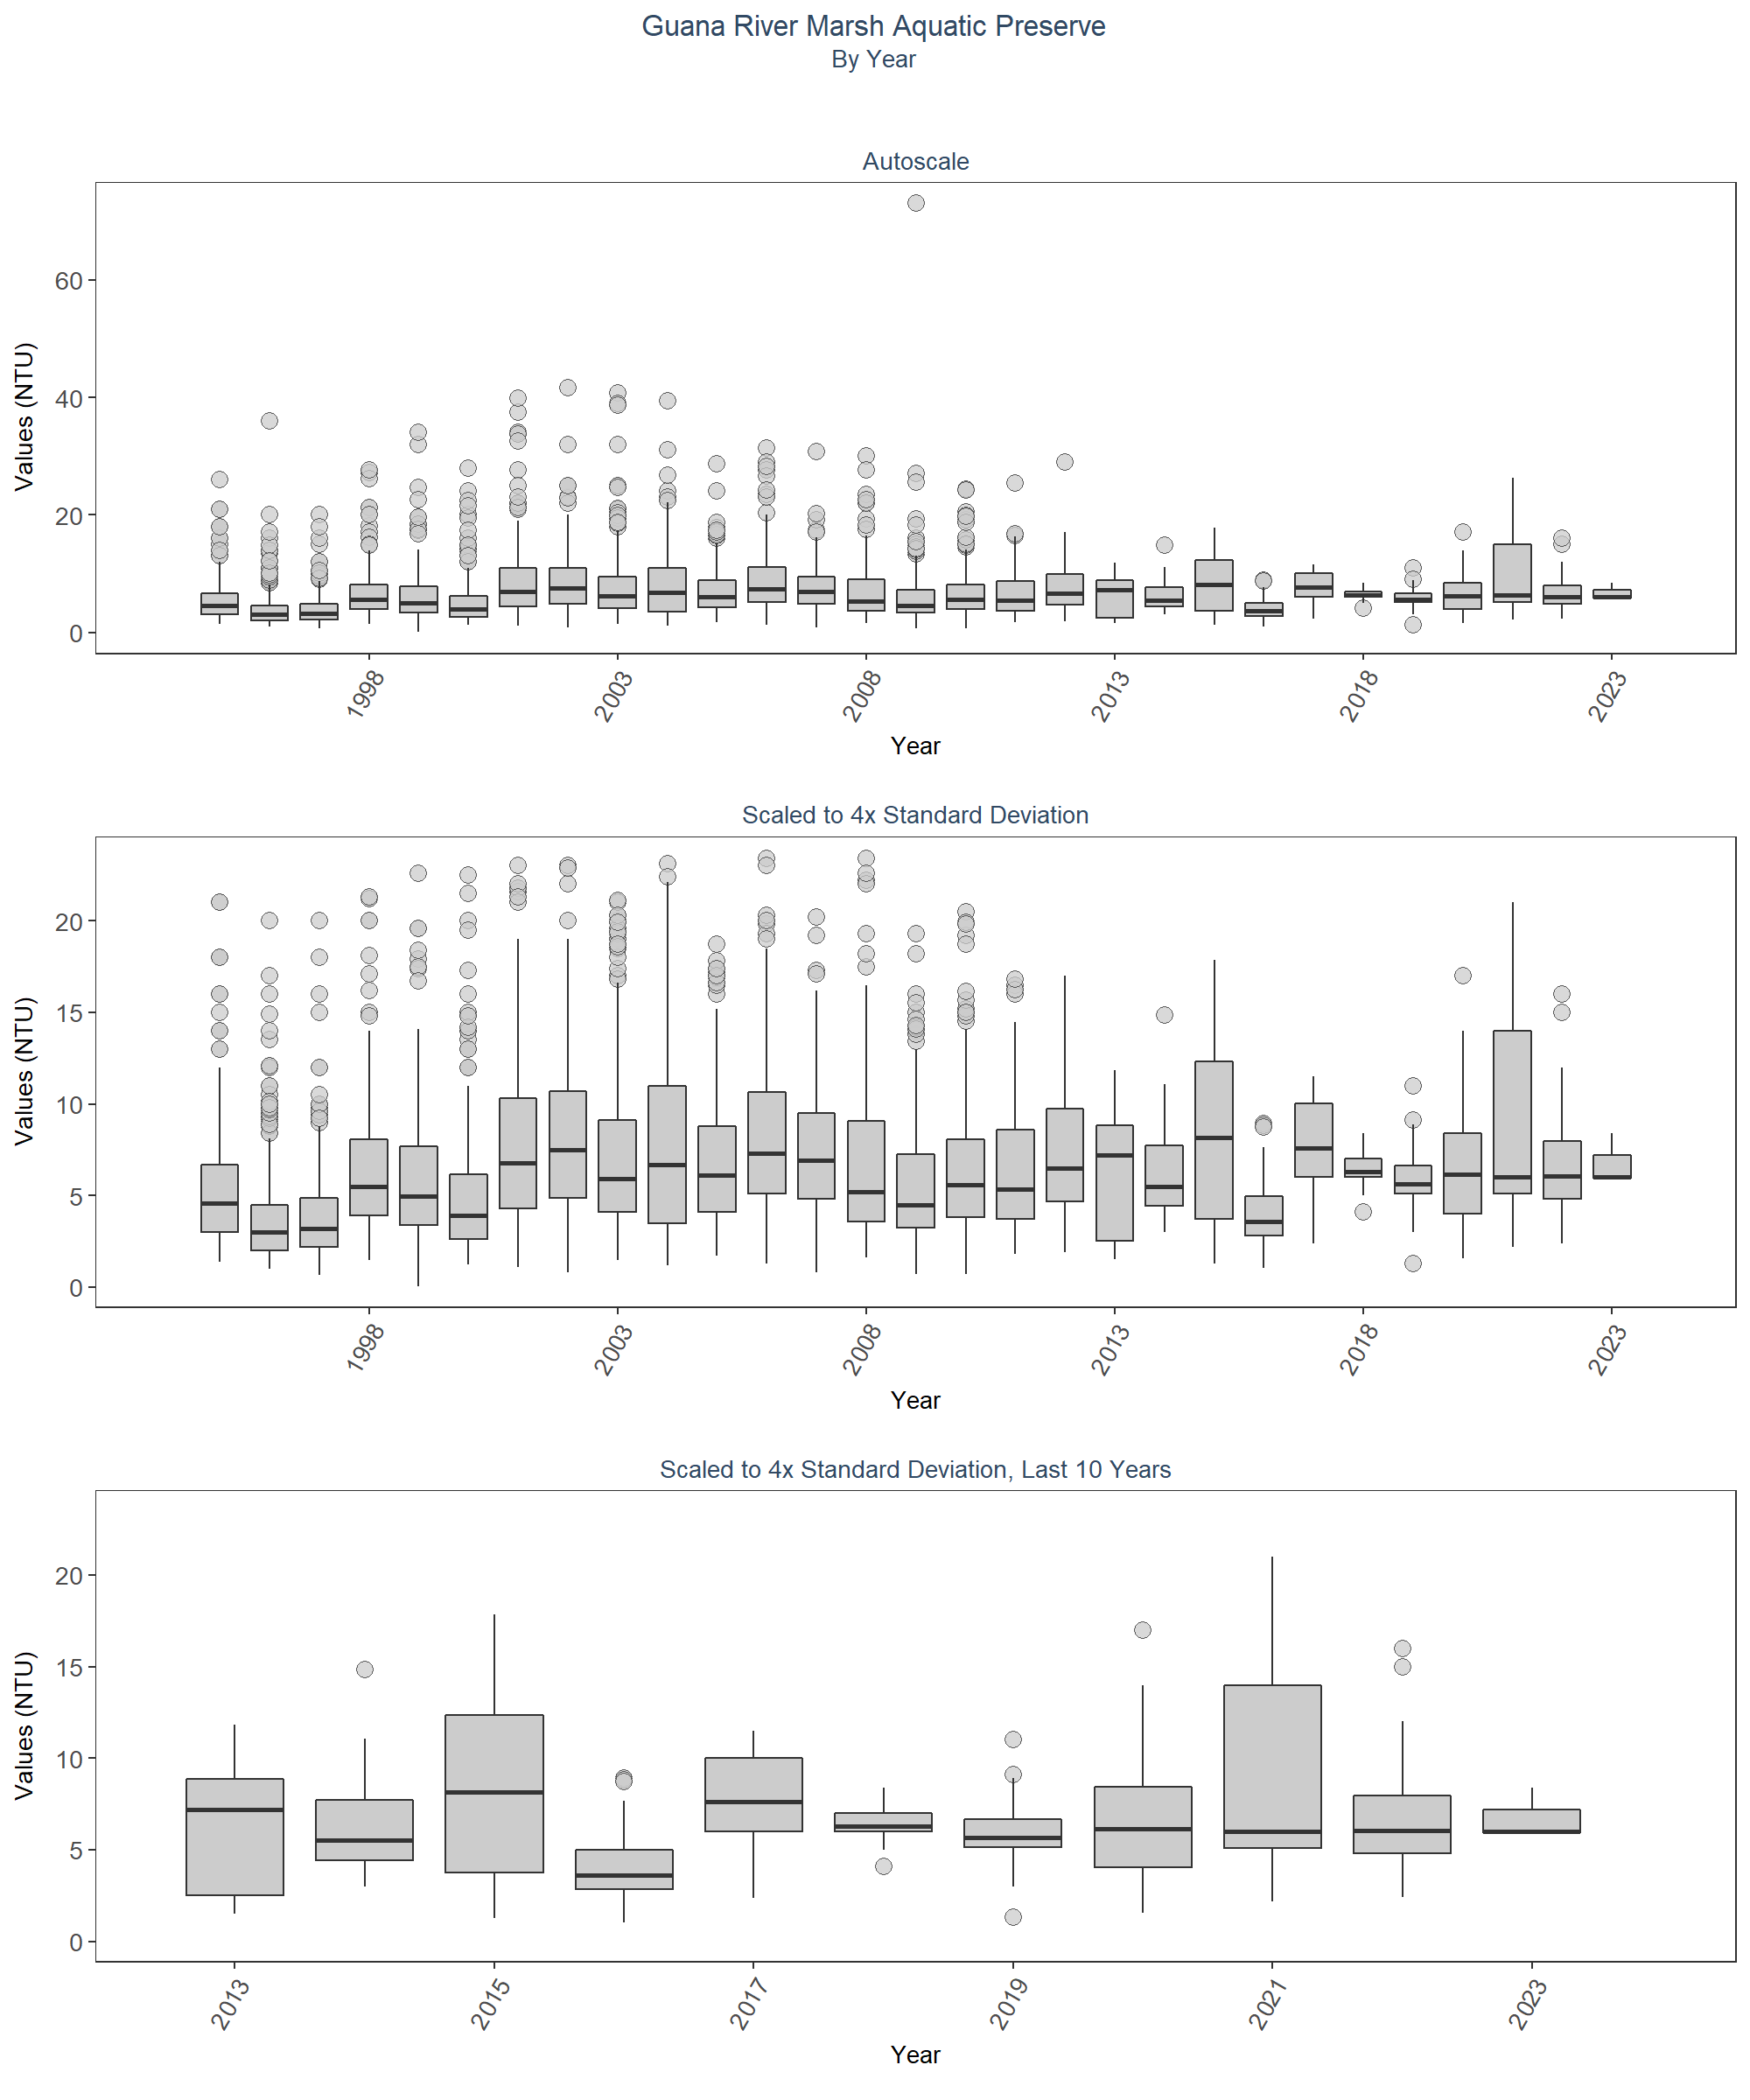 Guana River Marsh Aquatic Preserve
By Year
Autoscale
Values (NTU)
60
40
20
0
1998
2003
2008
2013
2018
2023
Year
Scaled to 4x Standard Deviation
Values (NTU)
20
15
10
5
0
1998
2003
2008
2013
2018
2023
Year
Scaled to 4x Standard Deviation, Last 10 Years
Values (NTU)
20
15
10
5
0
2013
2015
2017
2019
2021
2023
Year